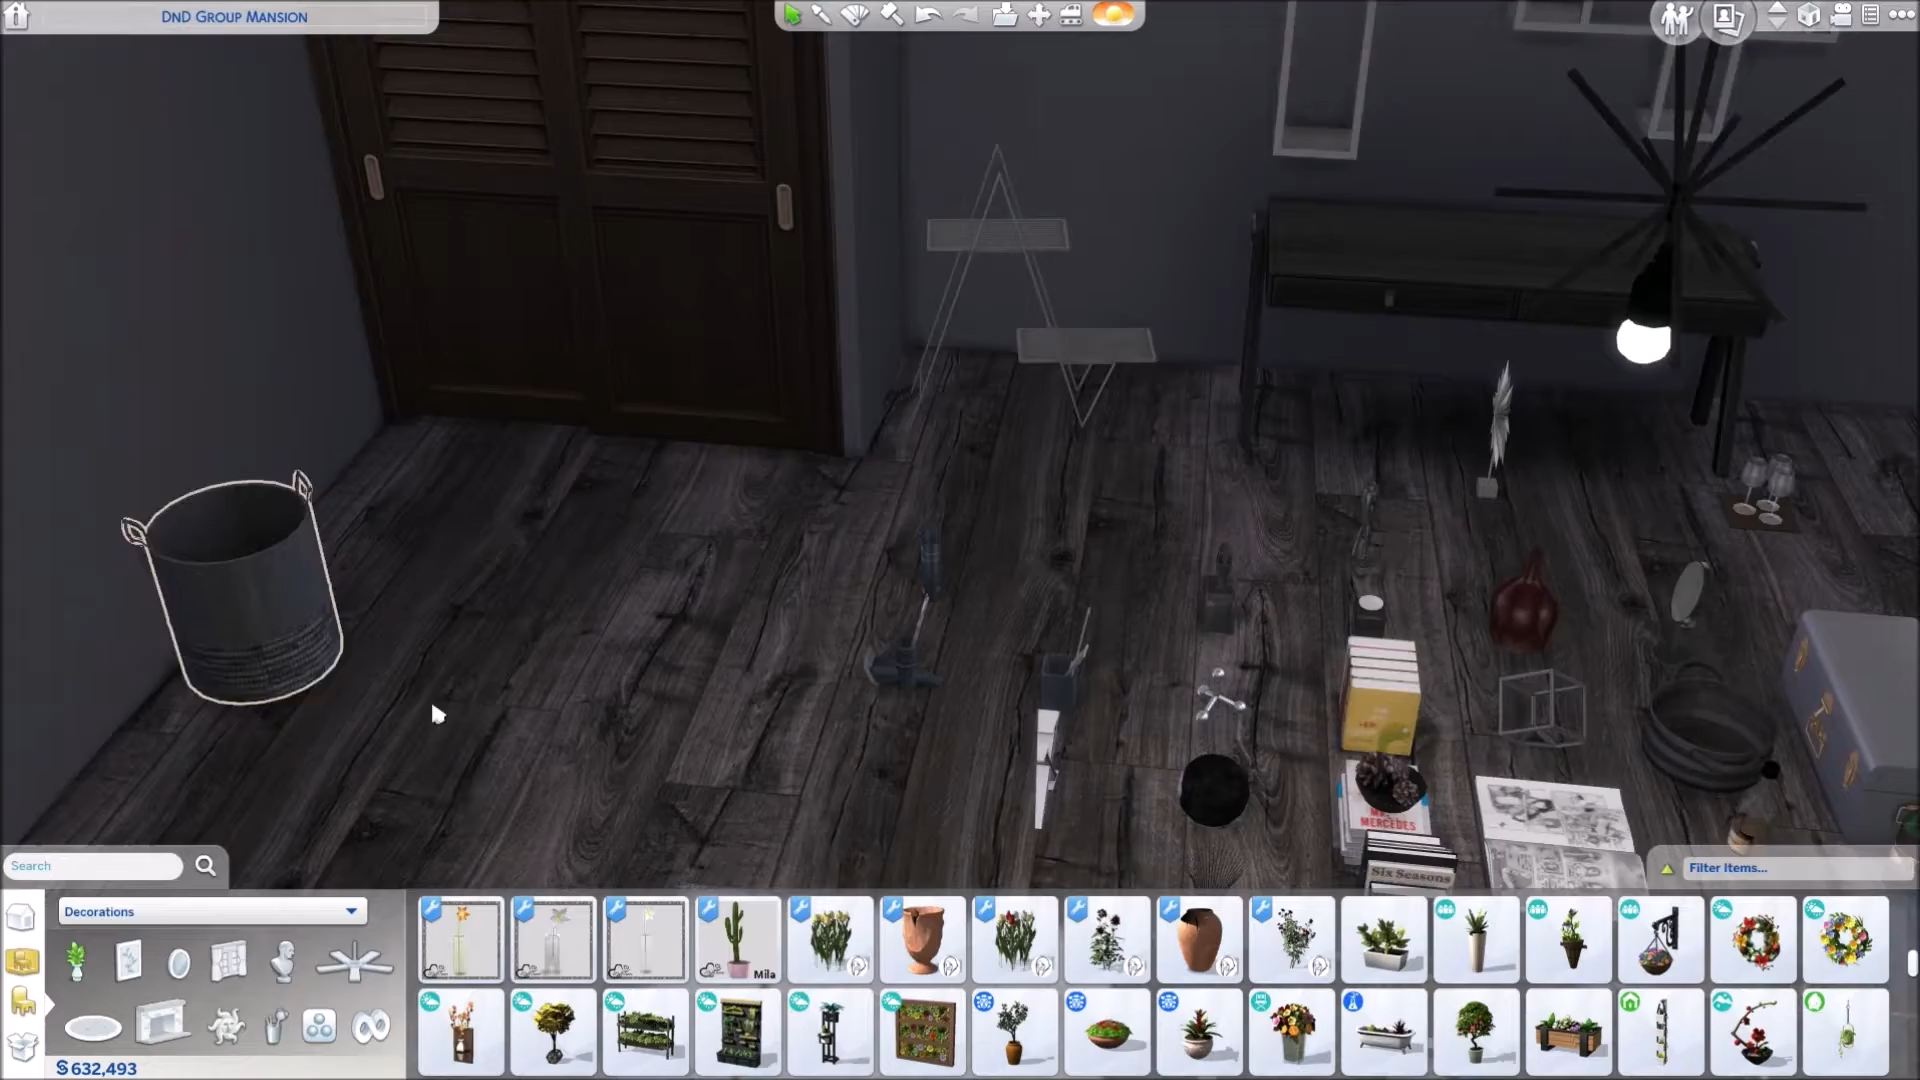 DnD Group Mansion
MERCEDES
Six Seasons
Search
Filter Items...
Decorations
Mila
§632,493